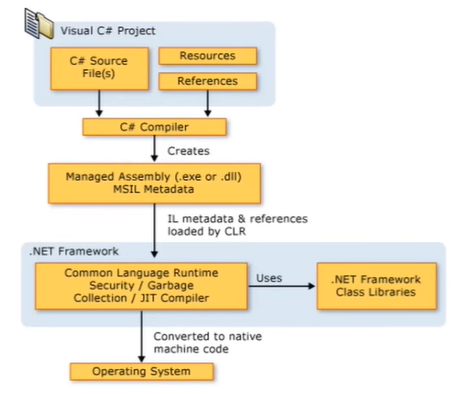 Visual C# Project
C# Source
File(s)
Resources
References
C# Compiler
Creates
Managed Assembly (.exe or .dll)
MSIL Metadata
IL metadata & references
loaded by CLR
.NET Framework
Common Language Runtime
Security / Garbage
Collection / JIT Compiler
Uses
.NET Framework
Class Libraries
Converted to native
machine code
Operating System